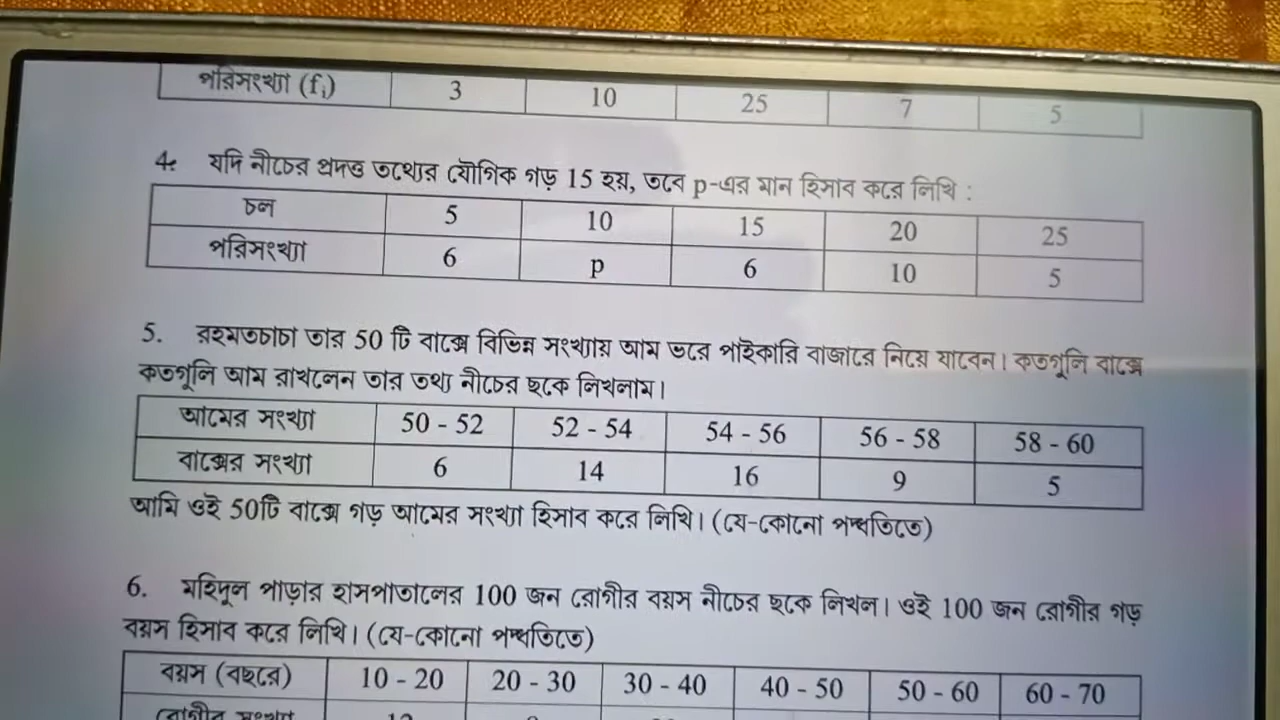 পরিসংখ্যা (fᵢ) 3 10 25 7 5
4. যদি নীচের প্রদত্ত তথ্যের যৌগিক গড় 15 হয়, তবে p-এর মান হিসাব করে লিখি :
চল 5 10 15 20 25
পরিসংখ্যা 6 p 6 10 5
5. রহমতচাচা তার 50 টি বাক্সে বিভিন্ন সংখ্যায় আম ভরে পাইকারি বাজারে নিয়ে যাবেন। কতগুলি বাক্সে
কতগুলি আম রাখলেন তার তথ্য নীচের ছকে লিখলাম।
আমের সংখ্যা 50 - 52 52 - 54 54 - 56 56 - 58 58 - 60
বাক্সের সংখ্যা 6 14 16 9 5
আমি ওই 50টি বাক্সে গড় আমের সংখ্যা হিসাব করে লিখি। (যে-কোনো পদ্ধতিতে)
6. মহিদুল পাড়ার হাসপাতালের 100 জন রোগীর বয়স নীচের ছকে লিখল। ওই 100 জন রোগীর গড়
বয়স হিসাব করে লিখি। (যে-কোনো পদ্ধতিতে)
বয়স (বছরে) 10 - 20 20 - 30 30 - 40 40 - 50 50 - 60 60 - 70
রোগীর সংখ্যা